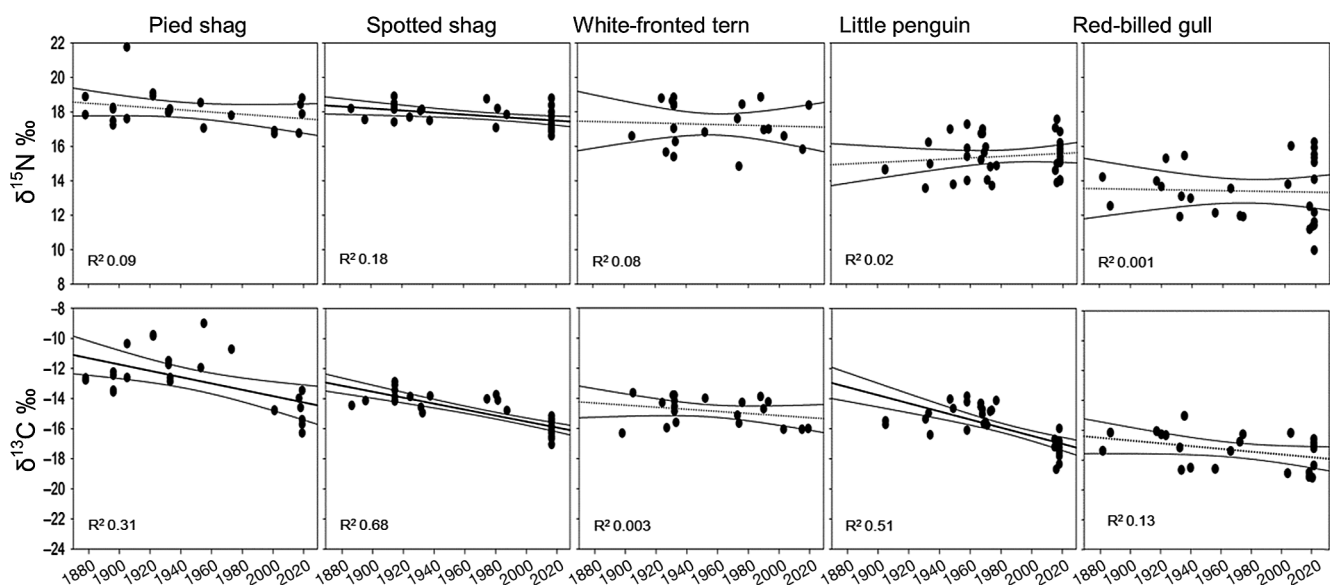 Pied shag Spotted shag White-fronted tern Little penguin Red-billed gull
δ15N ‰
22
20
18
16
14
12
10
8
R² 0.09 R² 0.18 R² 0.08 R² 0.02 R² 0.001
δ13C ‰
−8
−10
−12
−14
−16
−18
−20
−22
−24
R² 0.31 R² 0.68 R² 0.003 R² 0.51 R² 0.13
1880 1900 1920 1940 1960 1980 2000 2020 1880 1900 1920 1940 1960 1980 2000 2020 1880 1900 1920 1940 1960 1980 2000 2020 1880 1900 1920 1940 1960 1980 2000 2020 1880 1900 1920 1940 1960 1980 2000 2020